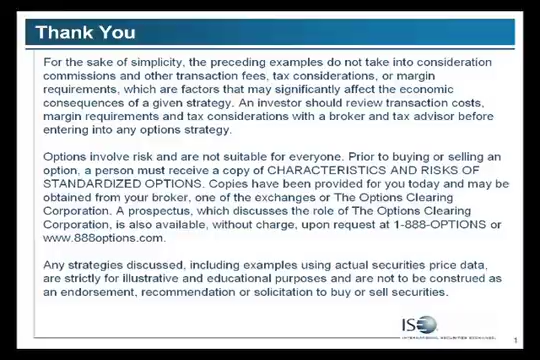 Thank You
For the sake of simplicity, the preceding examples do not take into consideration
commissions and other transaction fees, tax considerations, or margin
requirements, which are factors that may significantly affect the economic
consequences of a given strategy. An investor should review transaction costs,
margin requirements and tax considerations with a broker and tax advisor before
entering into any options strategy.
Options involve risk and are not suitable for everyone. Prior to buying or selling an
option, a person must receive a copy of CHARACTERISTICS AND RISKS OF
STANDARDIZED OPTIONS. Copies have been provided for you today and may be
obtained from your broker, one of the exchanges or The Options Clearing
Corporation. A prospectus, which discusses the role of The Options Clearing
Corporation, is also available, without charge, upon request at 1-888-OPTIONS or
www.888options.com.
Any strategies discussed, including examples using actual securities price data,
are strictly for illustrative and educational purposes and are not to be construed as
an endorsement, recommendation or solicitation to buy or sell securities.
ISE
INTERNATIONAL SECURITIES EXCHANGE.
1